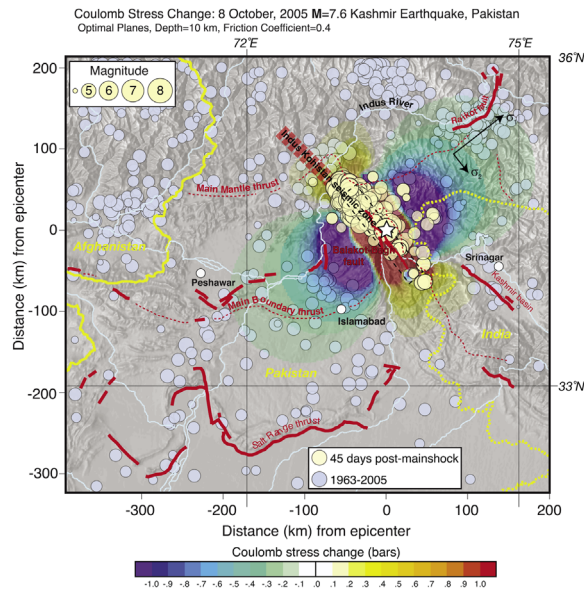 Coulomb Stress Change: 8 October, 2005 M=7.6 Kashmir Earthquake, Pakistan
Optimal Planes, Depth=10 km, Friction Coefficient=0.4
72°E
75°E
36°N
33°N
Magnitude
5 6 7 8
Indus River
Raikot fault
σ
σ
Indus Kohistan seismic zone
Main Mantle thrust
Afghanistan
Peshawar
fault
Srinagar
Kashmir basin
Main Boundary thrust
Islamabad
India
Pakistan
Salt Range thrust
45 days post-mainshock
1963-2005
200
100
0
-100
-200
-300
Distance (km) from epicenter
-300 -200 -100 0 100 200
Distance (km) from epicenter
Coulomb stress change (bars)
-1.0 -.9 -.8 -.7 -.6 -.5 -.4 -.3 -.2 -.1 .0 .1 .2 .3 .4 .5 .6 .7 .8 .9 1.0